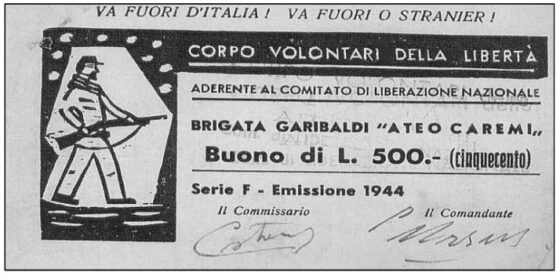 VA FUORI D'ITALIA! VA FUORI O STRANIER!
CORPO VOLONTARI DELLA LIBERTÀ
ADERENTE AL COMITATO DI LIBERAZIONE NAZIONALE
BRIGATA GARIBALDI "ATEO CAREMI„
Buono di L. 500.- (cinquecento)
Serie F - Emissione 1944
Il Commissario Il Comandante